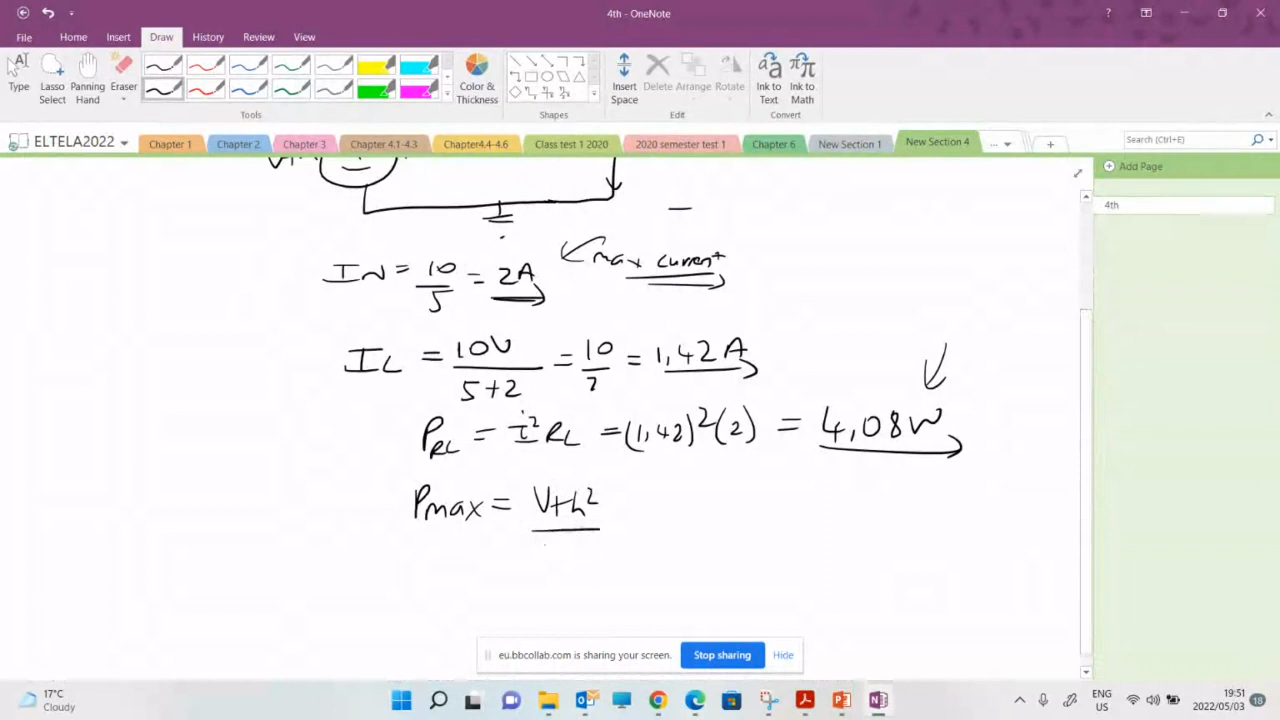 4th - OneNote
File Home Insert Draw History Review View
Type Lasso Select Panning Hand Eraser Color & Thickness Insert Space Delete Arrange Rotate Ink to Text Ink to Math
Tools Shapes Edit Convert
ELTELA2022 Chapter 1 Chapter 2 Chapter 3 Chapter 4.1-4.3 Chapter4.4-4.6 Class test 1 2020 2020 semester test 1 Chapter 6 New Section 1 New Section 4 ... Search (Ctrl+E)
Add Page
4th
IN = 10/5 = 2A max current
IL = 10V/5+2 = 10/7 = 1,42A
PRL = i²RL = (1,42)²(2) = 4,08W
Pmax = Vth²
eu.bbcollab.com is sharing your screen. Stop sharing Hide
17°C
Cloudy
ENG
US
19:51
2022/05/03
18